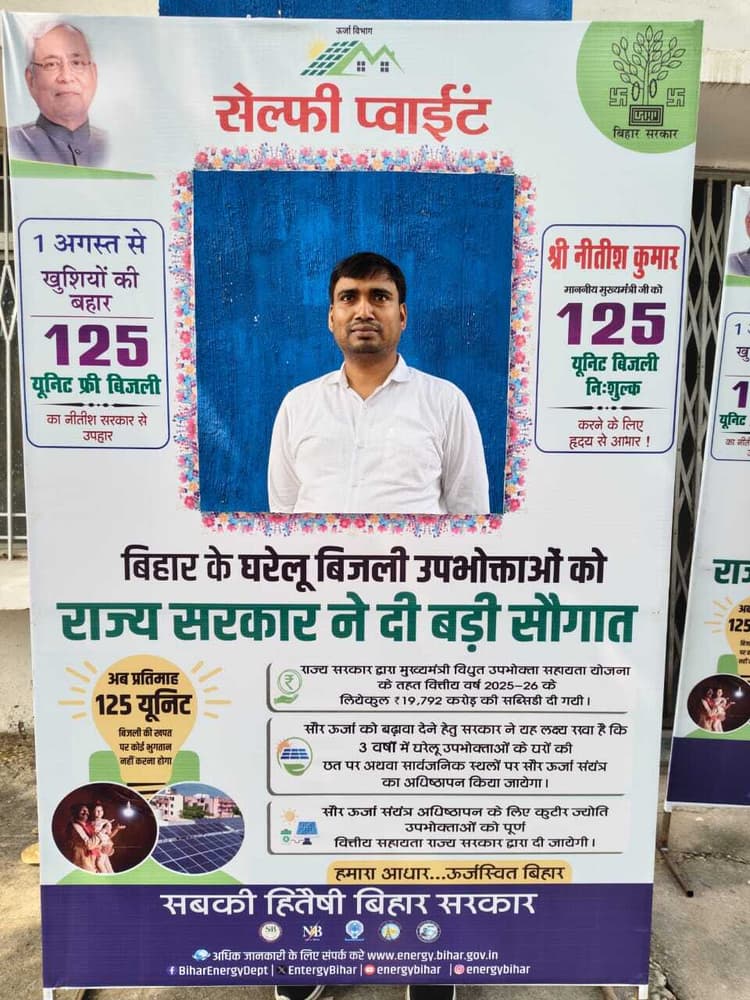 ऊर्जा विभाग
सेल्फी प्वाईंट
बिहार सरकार
1 अगस्त से
खुशियों की
बहार
125
यूनिट फ्री बिजली
का नीतीश सरकार से
उपहार
श्री नीतीश कुमार
माननीय मुख्यमंत्री जी को
125
यूनिट बिजली
निःशुल्क
करने के लिए
हृदय से आभार !
बिहार के घरेलू बिजली उपभोक्ताओं को
राज्य सरकार ने दी बड़ी सौगात
अब प्रतिमाह
125 यूनिट
बिजली की खपत
पर कोई भुगतान
नहीं करना होगा
राज्य सरकार द्वारा मुख्यमंत्री विधुत उपभोक्ता सहायता योजना
के तहत वित्तीय वर्ष 2025-26 के
लियेकुल ₹19,792 करोड़ की सब्सिडी दी गयी।
सौर ऊर्जा को बढ़ावा देने हेतु सरकार ने यह लक्ष्य रखा है कि
3 वर्षों में घरेलू उपभोक्ताओं के घरों की
छत पर अथवा सार्वजनिक स्थलों पर सौर ऊर्जा संयंत्र
का अधिष्ठापन किया जायेगा।
सौर ऊर्जा संयंत्र अधिष्ठापन के लिए कुटीर ज्योति
उपभोक्ताओं को पूर्ण
वित्तीय सहायता राज्य सरकार द्वारा दी जायेगी।
हमारा आधार...ऊर्जस्वित बिहार
सबकी हितैषी बिहार सरकार
अधिक जानकारी के लिए संपर्क करे www.energy.bihar.gov.in
BiharEnergyDept | EntergyBihar | energybihar | energybihar